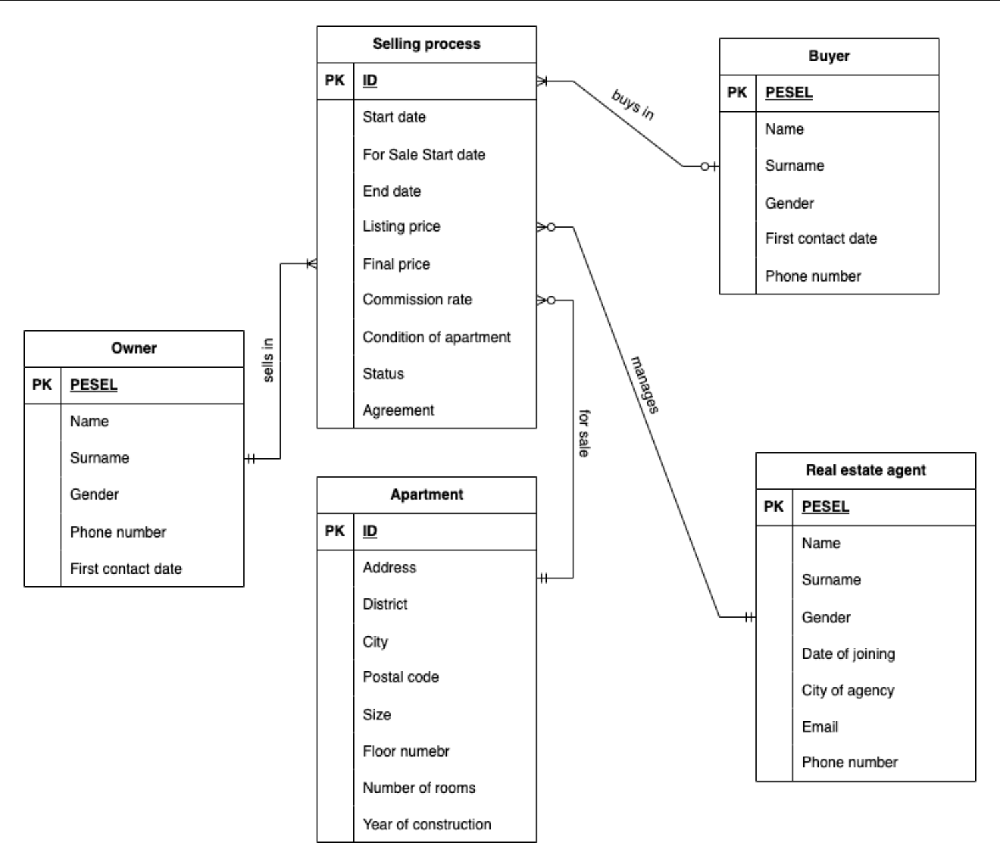 Selling process
PK ID
Start date
For Sale Start date
End date
Listing price
Final price
Commission rate
Condition of apartment
Status
Agreement
buys in
Buyer
PK PESEL
Name
Surname
Gender
First contact date
Phone number
sells in
Owner
PK PESEL
Name
Surname
Gender
Phone number
First contact date
for sale
manages
Apartment
PK ID
Address
District
City
Postal code
Size
Floor numebr
Number of rooms
Year of construction
Real estate agent
PK PESEL
Name
Surname
Gender
Date of joining
City of agency
Email
Phone number